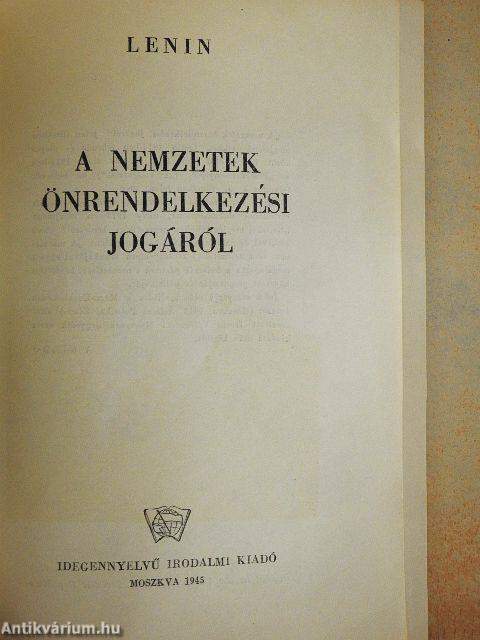 LENIN
A NEMZETEK
ÖNRENDELKEZÉSI
JOGÁRÓL
IDEGENNYELVŰ IRODALMI KIADÓ
MOSZKVA 1945
Antikvárium.hu